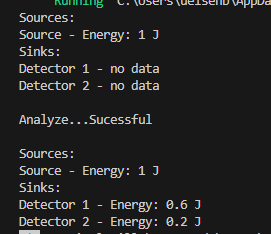 Running
Sources:
Source - Energy: 1 J
Sinks:
Detector 1 - no data
Detector 2 - no data
Analyze...Sucessful
Sources:
Source - Energy: 1 J
Sinks:
Detector 1 - Energy: 0.6 J
Detector 2 - Energy: 0.2 J